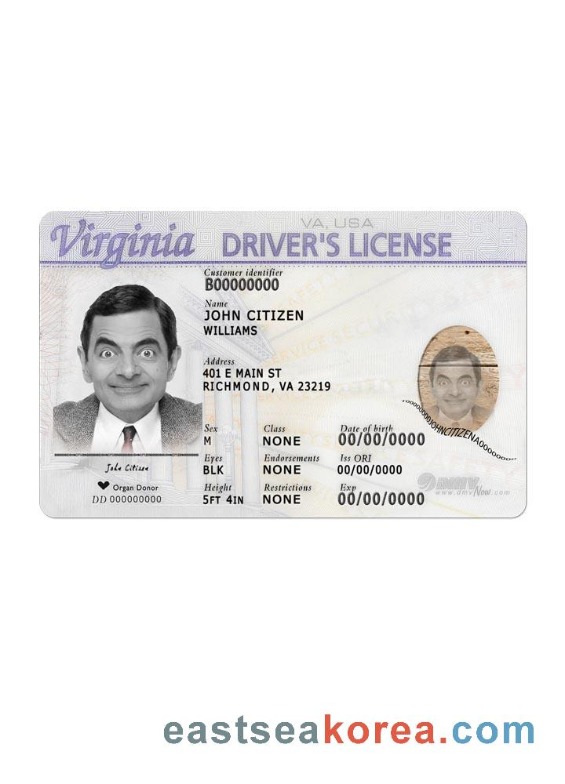 VA, USA
Virginia DRIVER'S LICENSE
Customer identifier
B00000000
Name
JOHN CITIZEN
WILLIAMS
Address
401 E MAIN ST
RICHMOND, VA 23219
Sex Class Date of birth
M NONE 00/00/0000
Eyes Endorsements Iss ORI
BLK NONE 00/00/0000
Height Restrictions Exp
5FT 4IN NONE 00/00/0000
John Citizen
Organ Donor
DD 000000000
www.dmvNow.com
eastseakorea.com